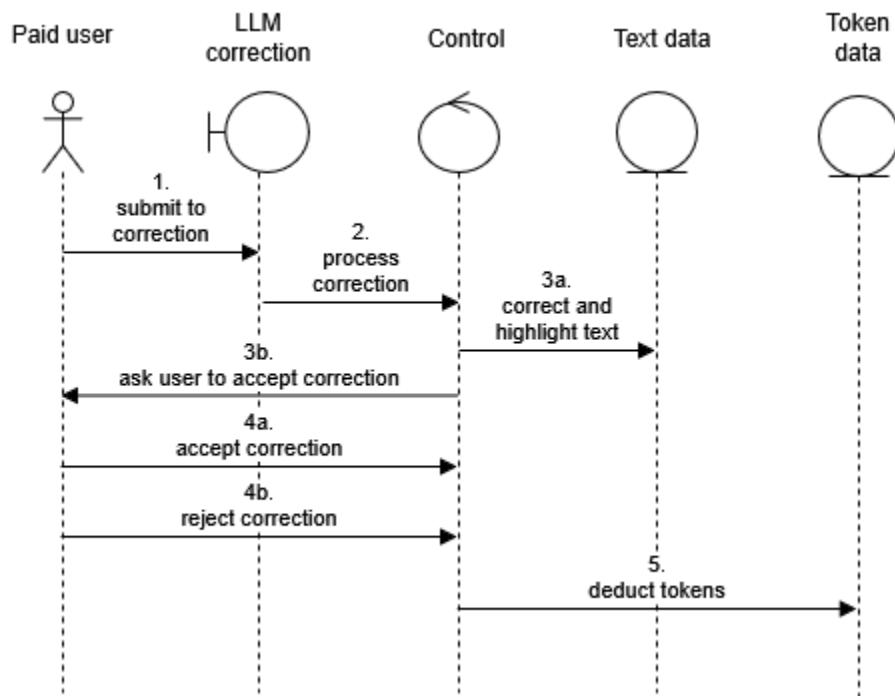 Paid user
LLM
correction
Control
Text data
Token
data
1.
submit to
correction
2.
process
correction
3a.
correct and
highlight text
3b.
ask user to accept correction
4a.
accept correction
4b.
reject correction
5.
deduct tokens